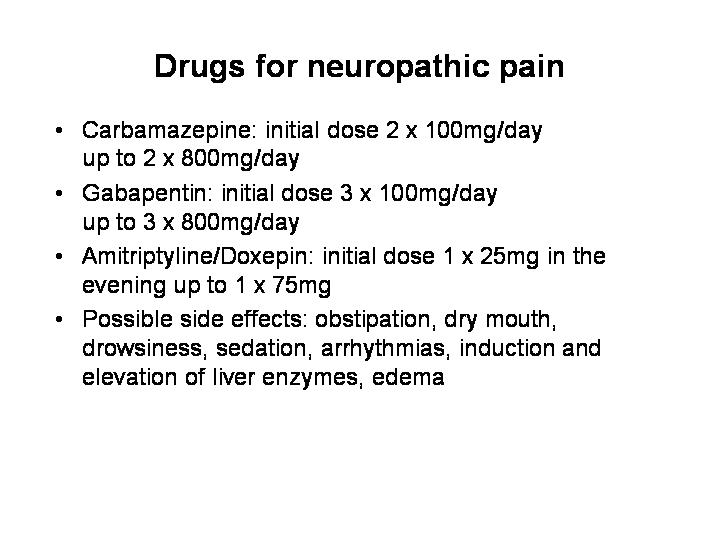 Drugs for neuropathic pain
• Carbamazepine: initial dose 2 x 100mg/day
up to 2 x 800mg/day
• Gabapentin: initial dose 3 x 100mg/day
up to 3 x 800mg/day
• Amitriptyline/Doxepin: initial dose 1 x 25mg in the
evening up to 1 x 75mg
• Possible side effects: obstipation, dry mouth,
drowsiness, sedation, arrhythmias, induction and
elevation of liver enzymes, edema